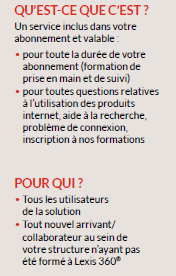 QU'EST-CE QUE C'EST ?
Un service inclus dans votre
abonnement et valable :
• pour toute la durée de votre
abonnement (formation de
prise en main et de suivi)
• pour toutes questions relatives
à l'utilisation des produits
internet, aide à la recherche,
problème de connexion,
inscription à nos formations
POUR QUI ?
• Tous les utilisateurs
de la solution
• Tout nouvel arrivant/
collaborateur au sein de
votre structure n'ayant pas
été formé à Lexis 360®